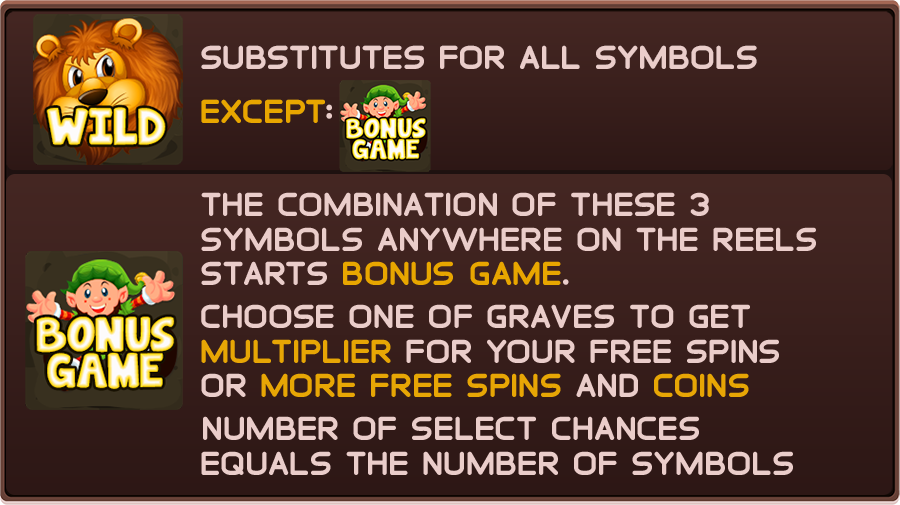 WILD
SUBSTITUTES FOR ALL SYMBOLS
EXCEPT:
BONUS
GAME
THE COMBINATION OF THESE 3
SYMBOLS ANYWHERE ON THE REELS
STARTS BONUS GAME.
BONUS
GAME
CHOOSE ONE OF GRAVES TO GET
MULTIPLIER FOR YOUR FREE SPINS
OR MORE FREE SPINS AND COINS
NUMBER OF SELECT CHANCES
EQUALS THE NUMBER OF SYMBOLS